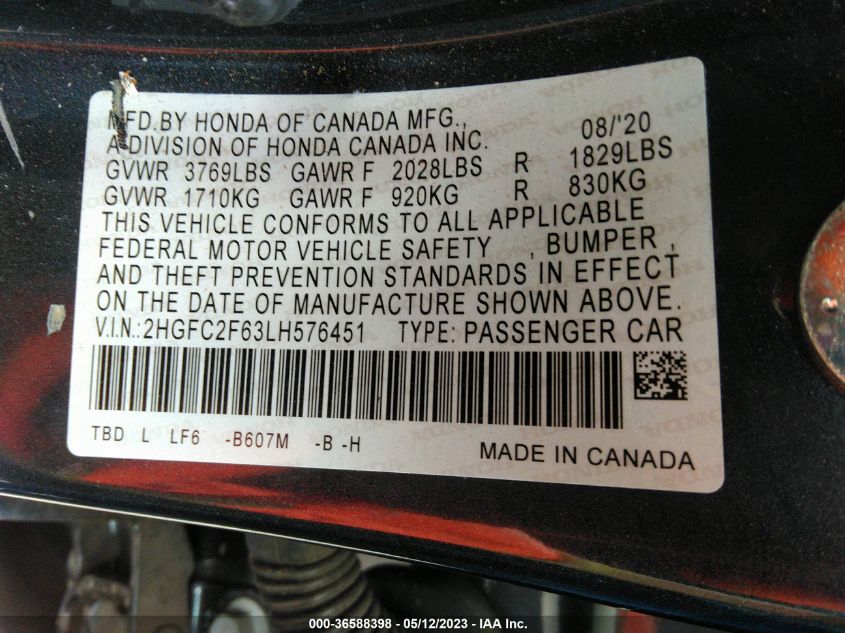 MFD.BY HONDA OF CANADA MFG., 08/'20
A DIVISION OF HONDA CANADA INC.
GVWR 3769LBS GAWR F 2028LBS R 1829LBS
GVWR 1710KG GAWR F 920KG R 830KG
THIS VEHICLE CONFORMS TO ALL APPLICABLE
FEDERAL MOTOR VEHICLE SAFETY , BUMPER ,
AND THEFT PREVENTION STANDARDS IN EFFECT
ON THE DATE OF MANUFACTURE SHOWN ABOVE.
V.I.N.:2HGFC2F63LH576451 TYPE: PASSENGER CAR
TBD L LF6 -B607M -B -H
MADE IN CANADA
000-36588398 - 05/12/2023 - IAA Inc.